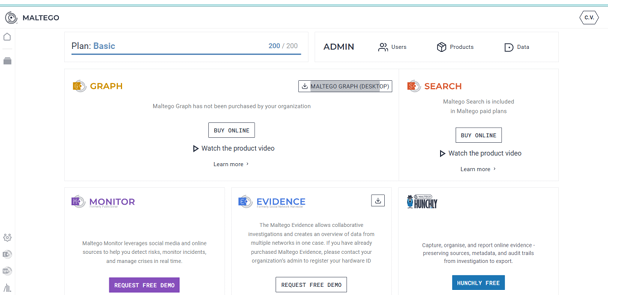 MALTEGO
C.V.
Plan: Basic
200 / 200
ADMIN
Users
Products
Data
GRAPH
MALTEGO GRAPH (DESKTOP)
Maltego Graph has not been purchased by your organization
BUY ONLINE
Watch the product video
Learn more
SEARCH
Maltego Search is included
in Maltego paid plans
BUY ONLINE
Watch the product video
Learn more
MONITOR
Maltego Monitor leverages social media and online
sources to help you detect risks, monitor incidents,
and manage crises in real time.
REQUEST FREE DEMO
EVIDENCE
The Maltego Evidence allows collaborative
investigations and creates an overview of data from
multiple networks in one case. If you have already
purchased Maltego Evidence, please contact your
organization's admin to register your hardware ID
REQUEST FREE DEMO
HUNCHLY
Capture, organise, and report online evidence -
preserving sources, metadata, and audit trails
from investigation to export.
HUNCHLY FREE